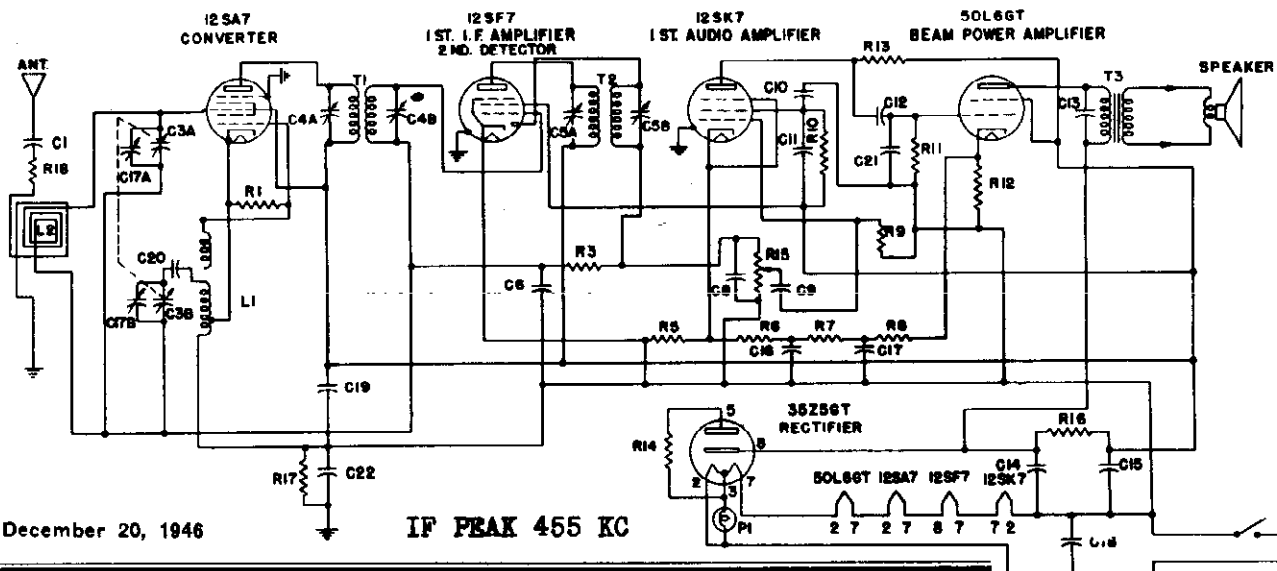 12SA7
CONVERTER
12SF7
1ST. I.F. AMPLIFIER
2ND. DETECTOR
12SK7
1ST. AUDIO AMPLIFIER
50L6GT
BEAM POWER AMPLIFIER
ANT.
SPEAKER
C1
R18
L2
C3A
C17A
R1
C20
C17B
C3B
L1
T1
C4A
C4B
T2
C5A
C5B
C10
C11
R10
R13
C12
C21
R11
R12
C13
T3
R9
R3
C6
C8
R15
C9
R5
R6
R7
R8
C16
C17
C19
R17
C22
35Z5GT
RECTIFIER
5
8
2
3
7
R14
P1
R16
C14
C15
50L6GT 12SA7 12SF7 12SK7
2 7 2 7 8 7 7 2
December 20, 1946
IF PEAK 455 KC